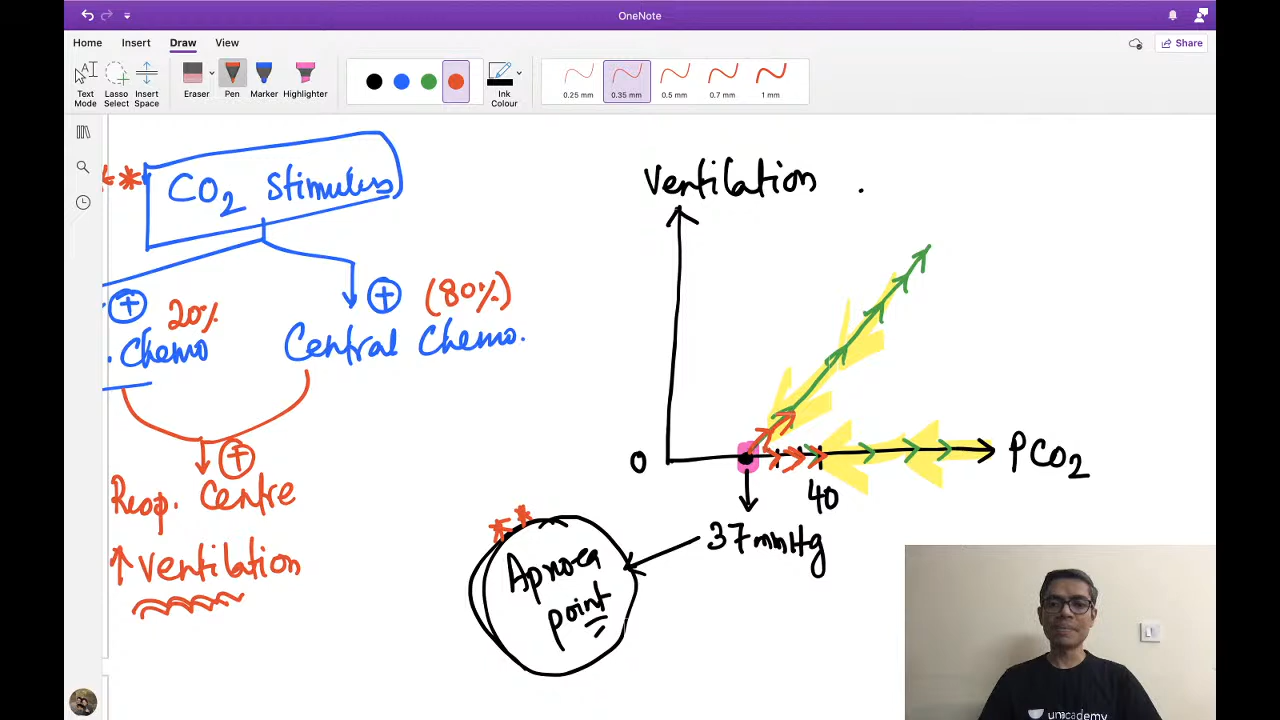 OneNote
Home Insert Draw View
Share
Text Mode
Lasso Select
Insert Space
Eraser
Pen
Marker
Highlighter
Ink Colour
0.25 mm
0.35 mm
0.5 mm
0.7 mm
1 mm
**
CO2 Stimulus
+ 20%
+ (80%)
. Chemo
Central Chemo.
+
Resp. Centre
↑ Ventilation
Ventilation .
0
40
PCO2
37mmHg
**
Apnoea
point
unacademy